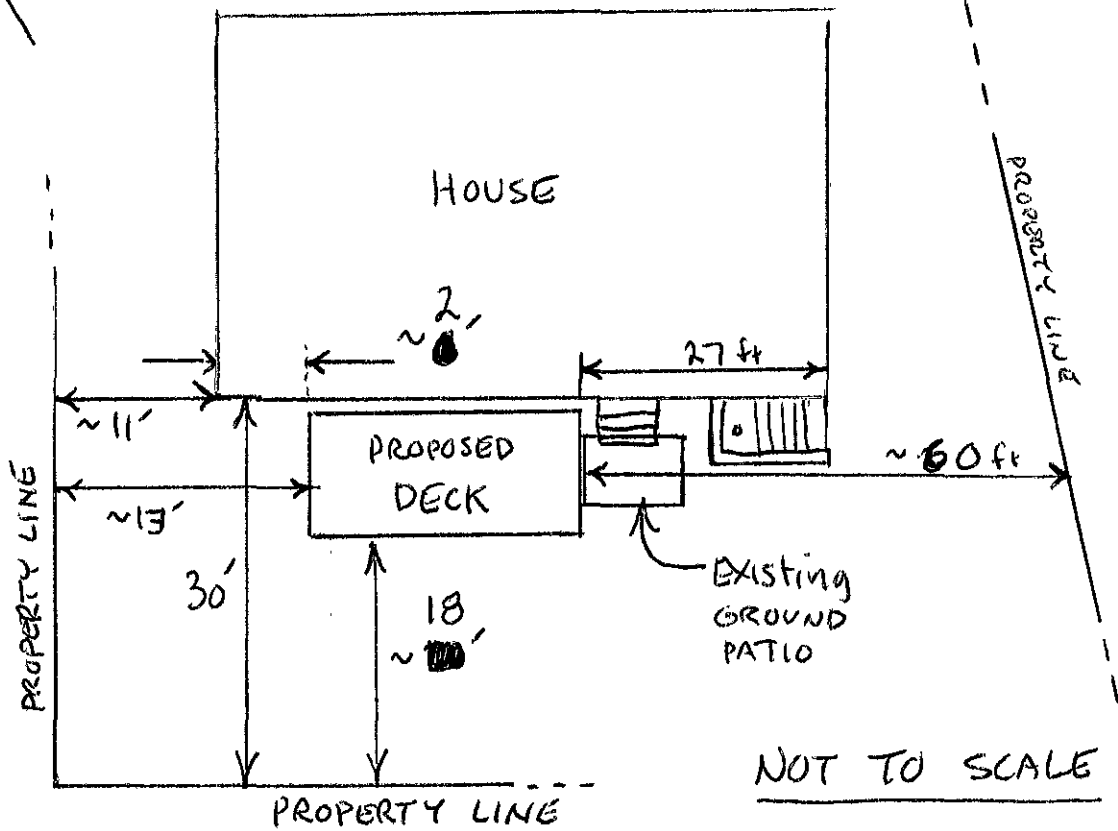 HOUSE
PROPERTY LINE
2
~ ′
27 ft
~11′
PROPOSED
DECK
~60 ft
~13′
PROPERTY LINE
30′
18
~ ′
Existing
GROUND
PATIO
NOT TO SCALE
PROPERTY LINE